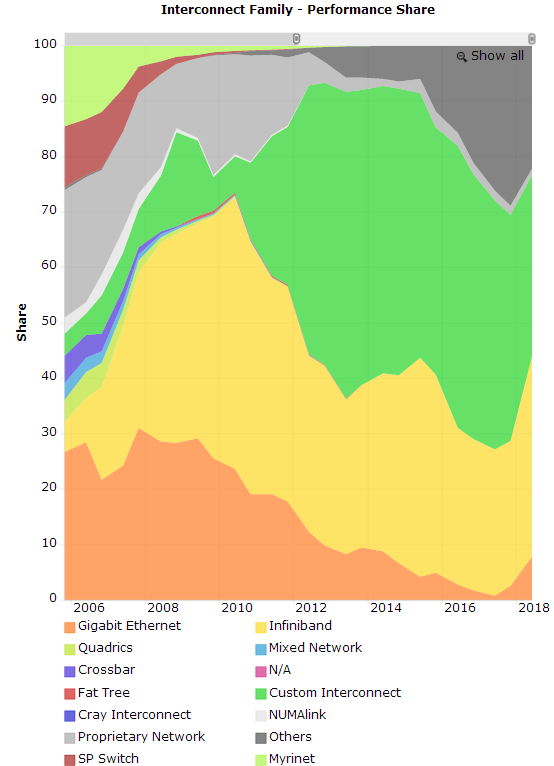 Interconnect Family - Performance Share
Show all
100
90
80
70
60
50
40
30
20
10
0
Share
2006 2008 2010 2012 2014 2016 2018
Gigabit Ethernet Infiniband
Quadrics Mixed Network
Crossbar N/A
Fat Tree Custom Interconnect
Cray Interconnect NUMAlink
Proprietary Network Others
SP Switch Myrinet